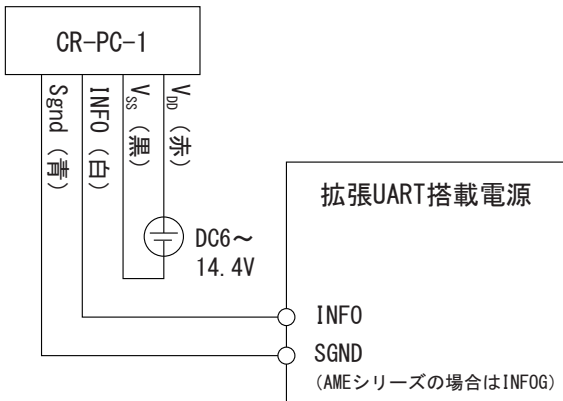 CR-PC-1
Sgnd (青)
INFO (白)
VSS (黒)
VDD (赤)
DC6～
14.4V
拡張UART搭載電源
INFO
SGND
(AMEシリーズの場合はINFOG)